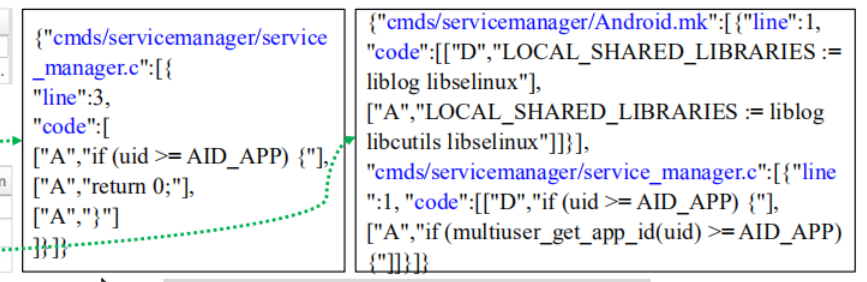 {"cmds/servicemanager/service
_manager.c":[{
"line":3,
"code":[
["A","if (uid >= AID_APP) {"],
["A","return 0;"],
["A","}"]
]}]}
{"cmds/servicemanager/Android.mk":[{"line":1,
"code":[["D","LOCAL_SHARED_LIBRARIES :=
liblog libselinux"],
["A","LOCAL_SHARED_LIBRARIES := liblog
libcutils libselinux"]]}],
"cmds/servicemanager/service_manager.c":[{"line
":1, "code":[["D","if (uid >= AID_APP) {"],
["A","if (multiuser_get_app_id(uid) >= AID_APP)
{"]]}]}